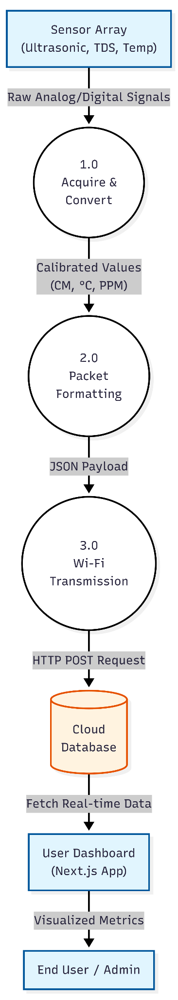 Sensor Array
(Ultrasonic, TDS, Temp)
Raw Analog/Digital Signals
1.0
Acquire &
Convert
Calibrated Values
(CM, °C, PPM)
2.0
Packet
Formatting
JSON Payload
3.0
Wi-Fi
Transmission
HTTP POST Request
Cloud
Database
Fetch Real-time Data
User Dashboard
(Next.js App)
Visualized Metrics
End User / Admin